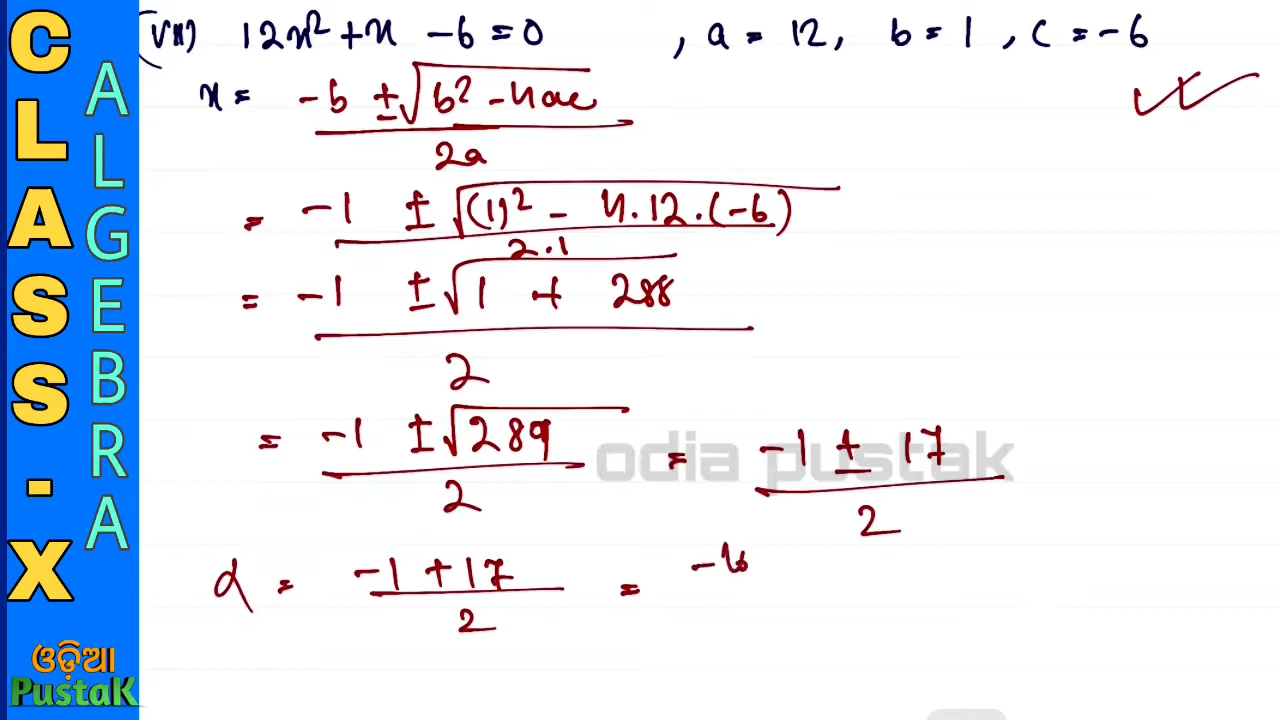 CLASS-X
ALGEBRA
ଓଡ଼ିଆ
PustaK
(vii) 12x² + x - 6 = 0 , a = 12, b = 1, c = -6
x = -b ± √b² - 4ac
2a
= -1 ± √(1)² - 4.12.(-6)
2.1
= -1 ± √1 + 288
2
= -1 ± √289 = -1 ± 17
2 2
odia pustak
α = -1 + 17 = -16
2